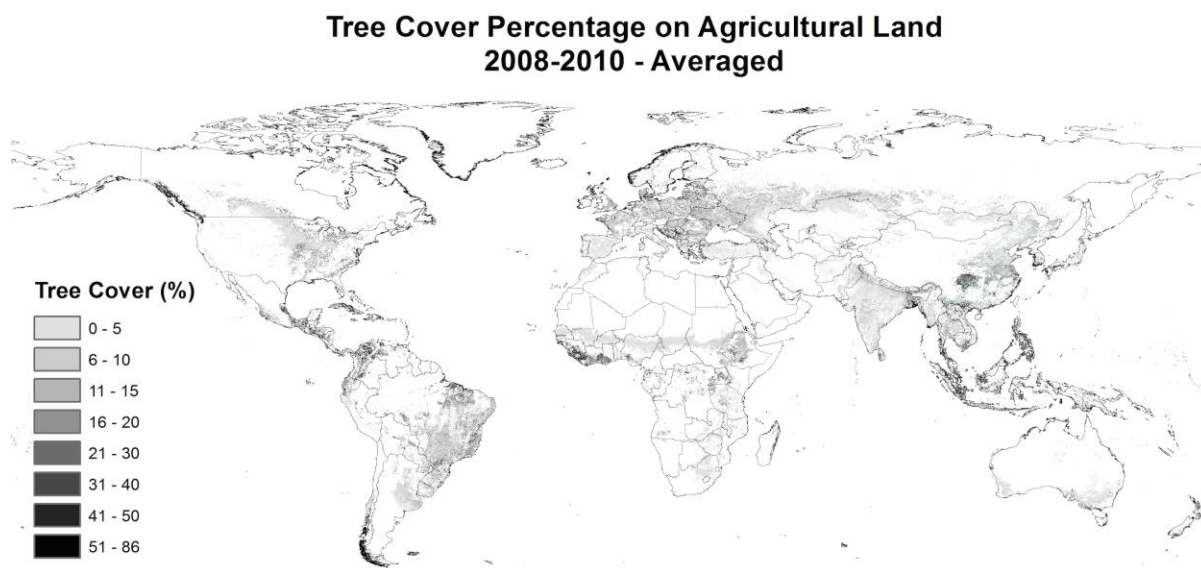 Tree Cover Percentage on Agricultural Land
2008-2010 - Averaged
Tree Cover (%)
0 - 5
6 - 10
11 - 15
16 - 20
21 - 30
31 - 40
41 - 50
51 - 86